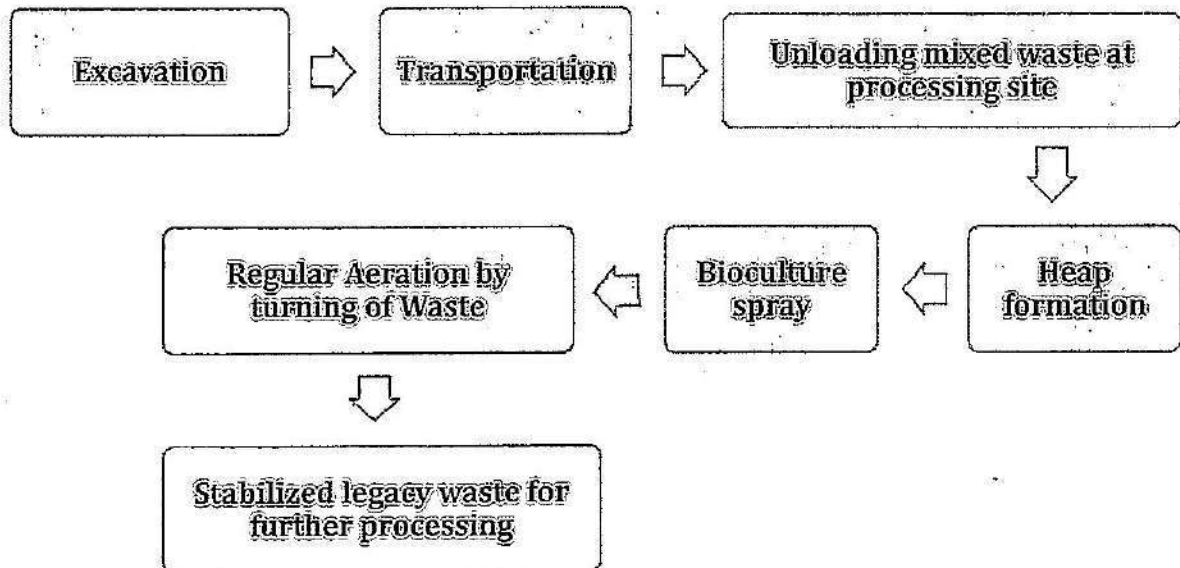 Excavation
Transportation
Unloading mixed waste at
processing site
Heap
formation
Bioculture
spray
Regular Aeration by
turning of Waste
Stabilized legacy waste for
further processing